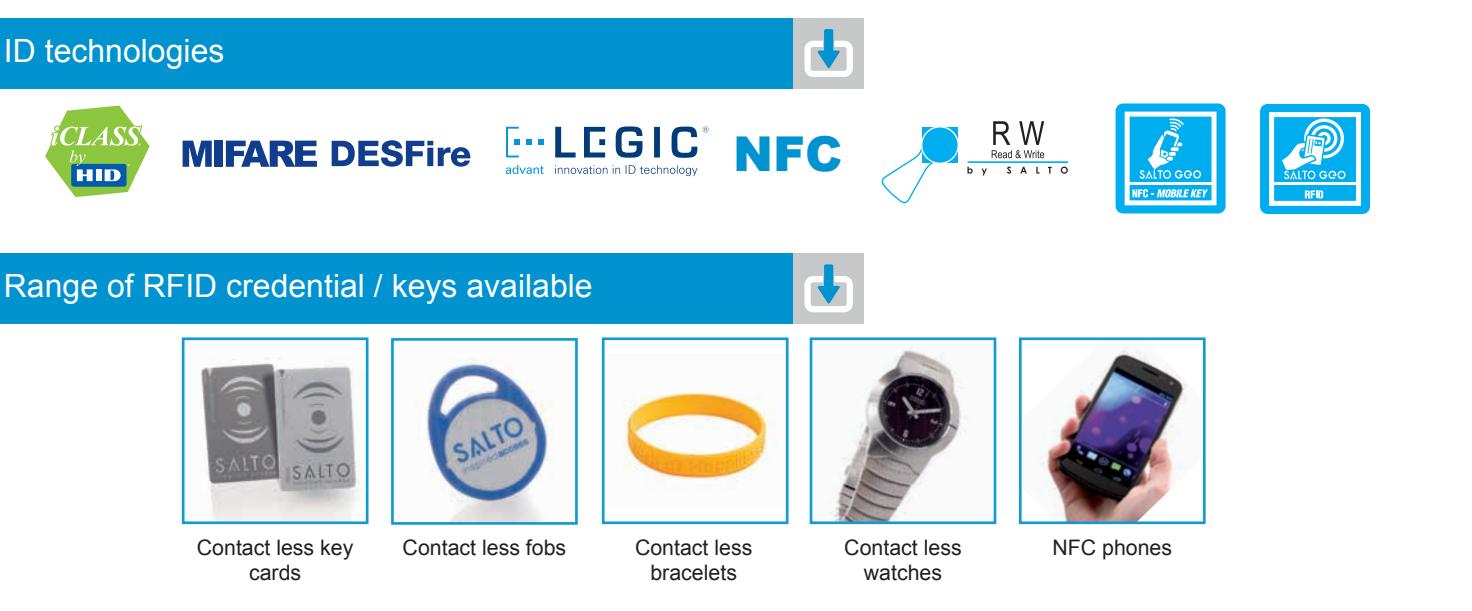 ID technologies
iCLASS
by
HID
MIFARE DESFire
LEGIC®
advant innovation in ID technology
NFC
RW
Read & Write
by SALTO
SALTO GEO
NFC - MOBILE KEY
SALTO GEO
RFID
Range of RFID credential / keys available
SALTO
SALTO
SALTO
inspiredaccess
Contact less key
cards
Contact less fobs
Contact less
bracelets
Contact less
watches
NFC phones